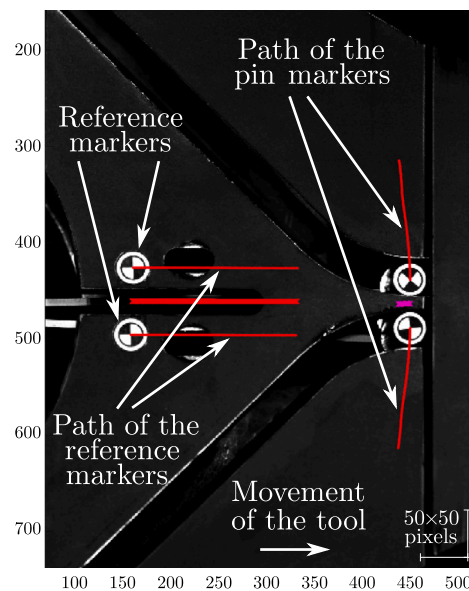 200
300
400
500
600
700
Path of the
pin markers
Reference
markers
Path of the
reference
markers
Movement
of the tool
50×50
pixels
100 150 200 250 300 350 400 450 500